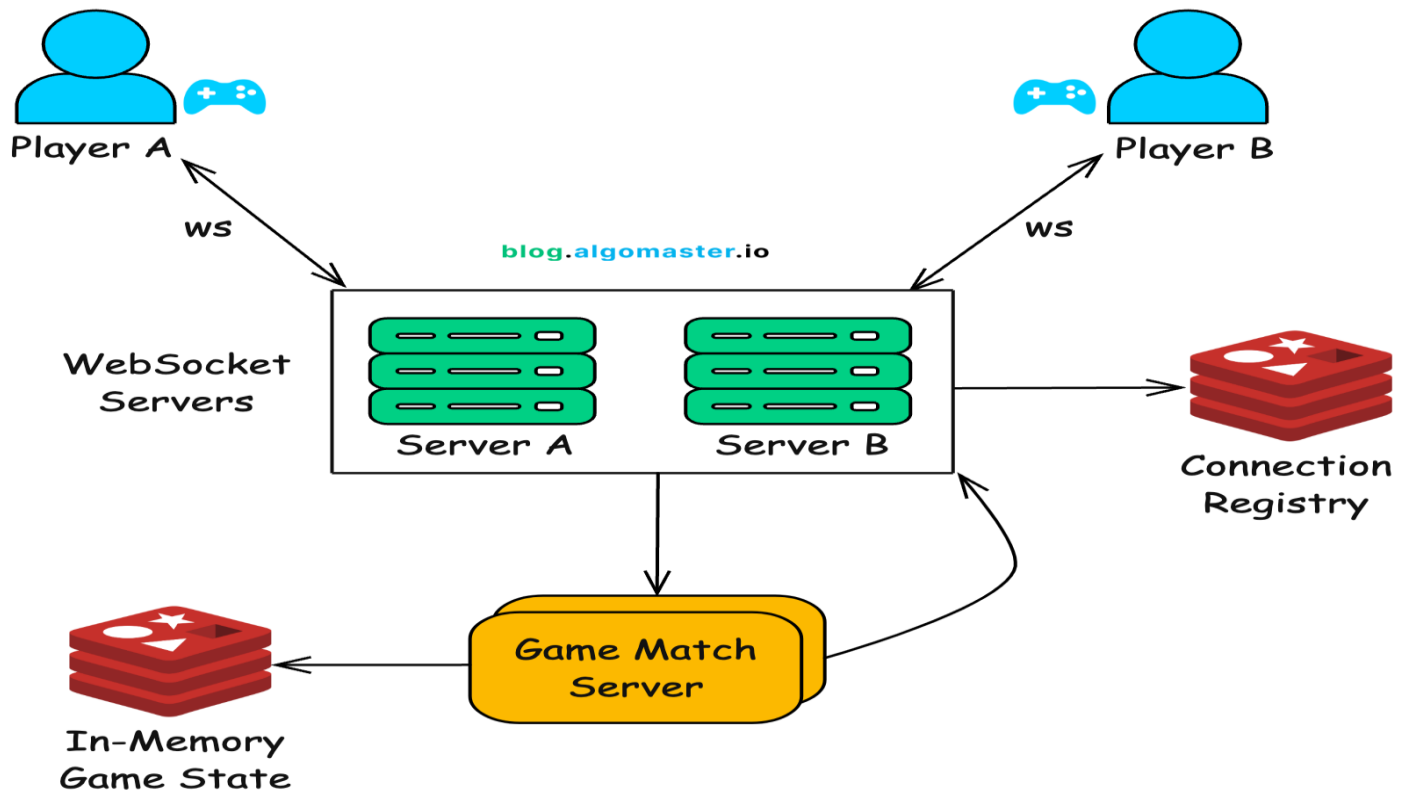 Player A
Player B
ws
ws
blog.algomaster.io
WebSocket
Servers
Server A
Server B
Connection
Registry
Game Match
Server
In-Memory
Game State